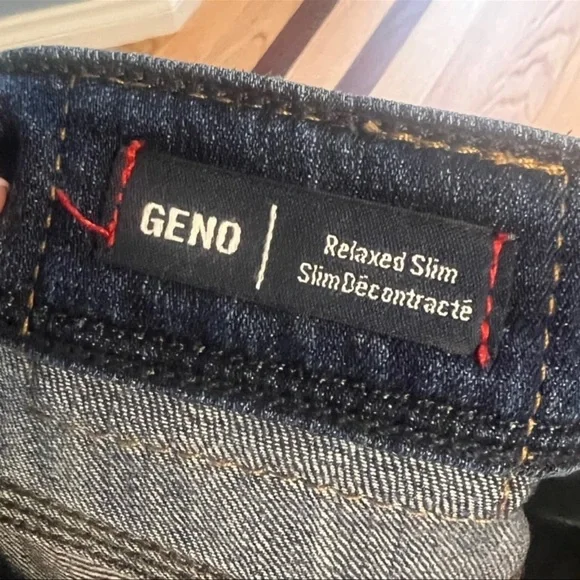 GENO
Relaxed Slim
Slim Décontracté